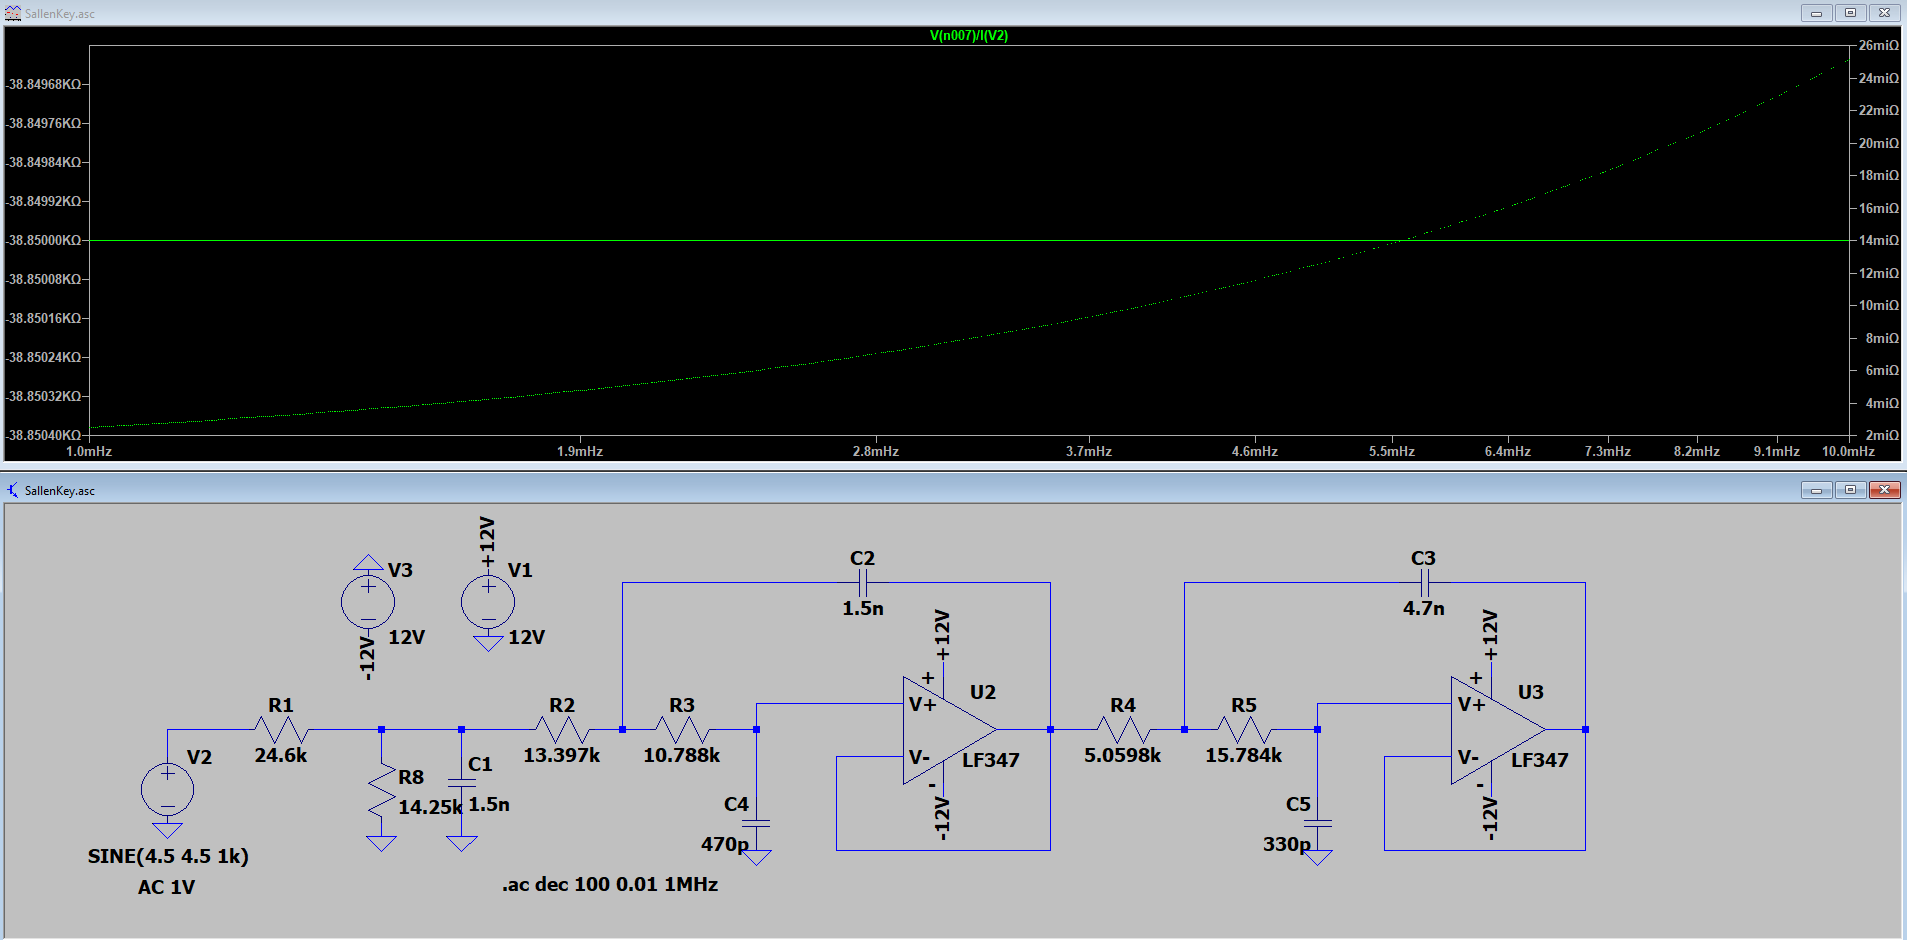 SallenKey.asc
V(n007)/I(V2)
-38.84968KΩ
-38.84976KΩ
-38.84984KΩ
-38.84992KΩ
-38.85000KΩ
-38.85008KΩ
-38.85016KΩ
-38.85024KΩ
-38.85032KΩ
-38.85040KΩ
26miΩ
24miΩ
22miΩ
20miΩ
18miΩ
16miΩ
14miΩ
12miΩ
10miΩ
8miΩ
6miΩ
4miΩ
2miΩ
1.0mHz 1.9mHz 2.8mHz 3.7mHz 4.6mHz 5.5mHz 6.4mHz 7.3mHz 8.2mHz 9.1mHz 10.0mHz
SallenKey.asc
V3
12V
-12V
+12V
V1
12V
C2
1.5n
C3
4.7n
R1
24.6k
V2
SINE(4.5 4.5 1k)
AC 1V
R8
14.25k
C1
1.5n
R2
13.397k
R3
10.788k
C4
470p
+12V
U2
V+
V-
LF347
-12V
R4
5.0598k
R5
15.784k
C5
330p
+12V
U3
V+
V-
LF347
-12V
.ac dec 100 0.01 1MHz